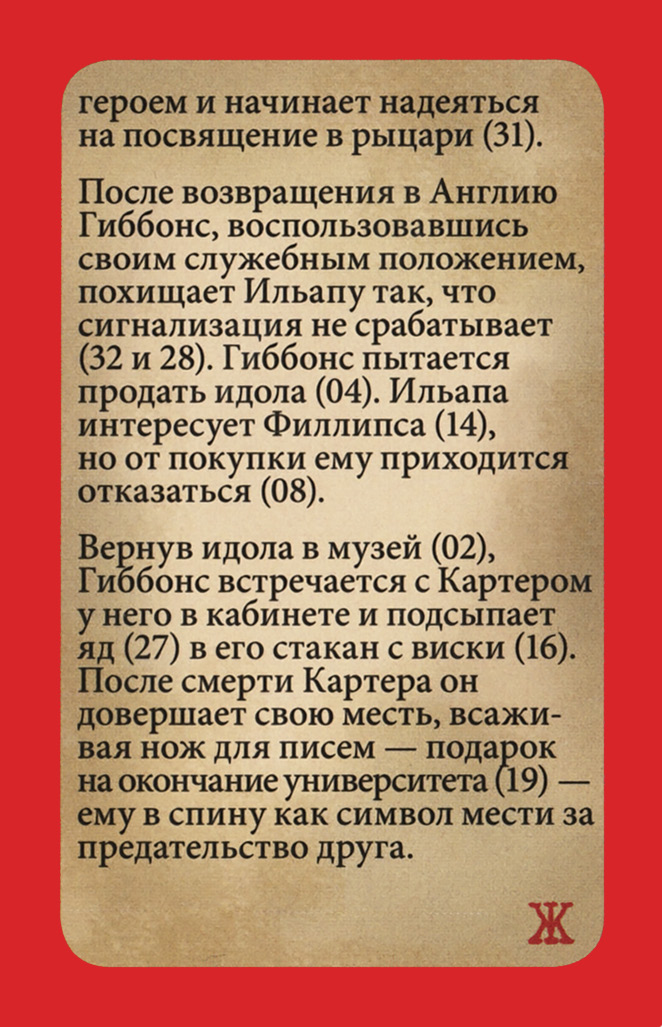 героем и начинает надеяться
на посвящение в рыцари (31).
После возвращения в Англию
Гиббонс, воспользовавшись
своим служебным положением,
похищает Ильапу так, что
сигнализация не срабатывает
(32 и 28). Гиббонс пытается
продать идола (04). Ильапа
интересует Филлипса (14),
но от покупки ему приходится
отказаться (08).
Вернув идола в музей (02),
Гиббонс встречается с Картером
у него в кабинете и подсыпает
яд (27) в его стакан с виски (16).
После смерти Картера он
довершает свою месть, всажи-
вая нож для писем — подарок
на окончание университета (19) —
ему в спину как символ мести за
предательство друга.
Ж